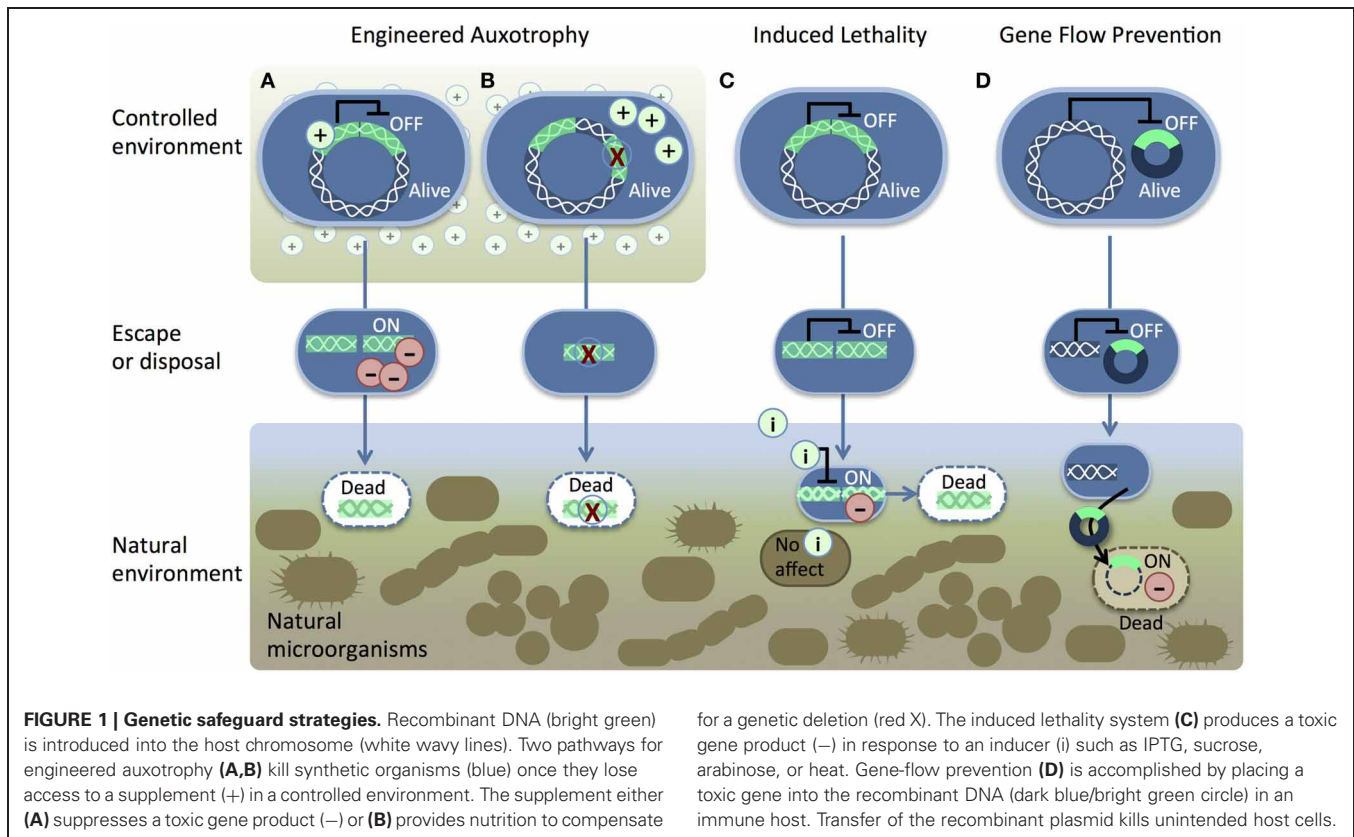 Engineered Auxotrophy
Induced Lethality
Gene Flow Prevention
Controlled
environment
A
+
OFF
Alive
B
+
+
+
X
C
OFF
Alive
D
OFF
Alive
Escape
or disposal
ON
-
-
-
X
OFF
OFF
Natural
environment
Dead
Dead
X
i
i
ON
-
Dead
No i
affect
ON
-
Dead
Natural
microorganisms
FIGURE 1 | Genetic safeguard strategies. Recombinant DNA (bright green)
is introduced into the host chromosome (white wavy lines). Two pathways for
engineered auxotrophy (A,B) kill synthetic organisms (blue) once they lose
access to a supplement (+) in a controlled environment. The supplement either
(A) suppresses a toxic gene product (−) or (B) provides nutrition to compensate
for a genetic deletion (red X). The induced lethality system (C) produces a toxic
gene product (−) in response to an inducer (i) such as IPTG, sucrose,
arabinose, or heat. Gene-flow prevention (D) is accomplished by placing a
toxic gene into the recombinant DNA (dark blue/bright green circle) in an
immune host. Transfer of the recombinant plasmid kills unintended host cells.